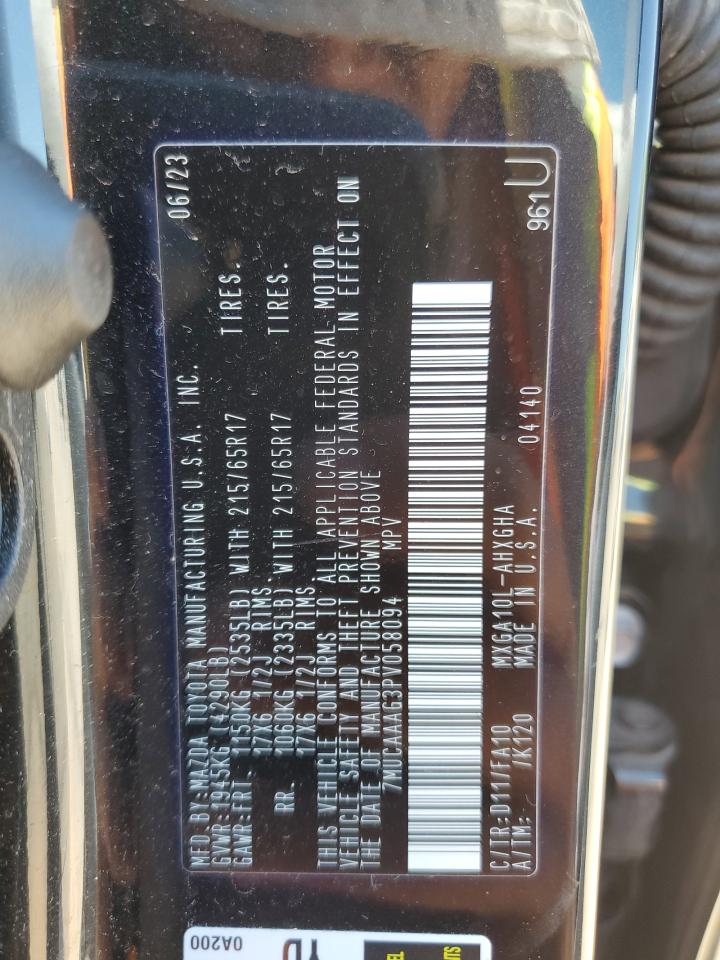 MFD. BY:MAZDA TOYOTA MANUFACTURING U.S.A. INC. 06/23
GVWR:1945KG (4290LB)
GAWR:FRT- 1150KG (2535LB) WITH 215/65R17 TIRES.
17X6 1/2J RIMS
RR. 1060KG (2335LB) WITH 215/65R17 TIRES.
17X6 1/2J RIMS
THIS VEHICLE CONFORMS TO ALL APPLICABLE FEDERAL MOTOR
VEHICLE SAFETY AND THEFT PREVENTION STANDARDS IN EFFECT ON
THE DATE OF MANUFACTURE SHOWN ABOVE
7MUCAAAG3PV058094 MPV
C/TR:D11/FA10 MXGA10L-AHXGHA 04140 961U
A/TM:- /K120 MADE IN U.S.A.
0A200